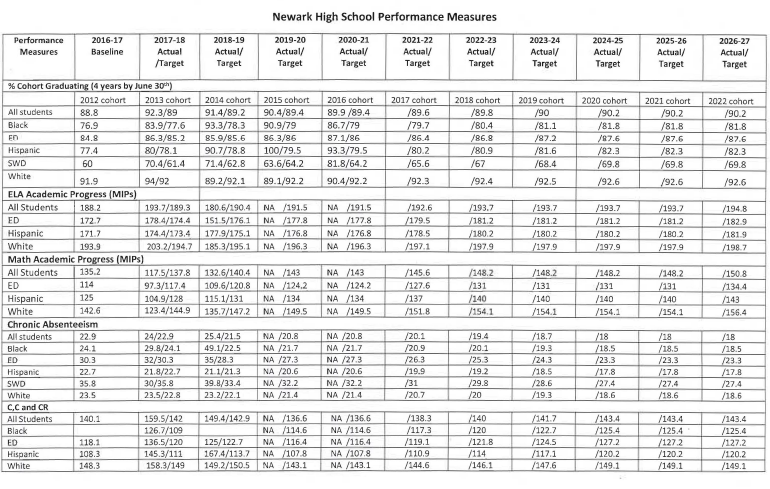 Newark High School Performance Measures
Performance Measures | 2016-17 Baseline | 2017-18 Actual /Target | 2018-19 Actual/ Target | 2019-20 Actual/ Target | 2020-21 Actual/ Target | 2021-22 Actual/ Target | 2022-23 Actual/ Target | 2023-24 Actual/ Target | 2024-25 Actual/ Target | 2025-26 Actual/ Target | 2026-27 Actual/ Target
% Cohort Graduating (4 years by June 30th)
2012 cohort | 2013 cohort | 2014 cohort | 2015 cohort | 2016 cohort | 2017 cohort | 2018 cohort | 2019 cohort | 2020 cohort | 2021 cohort | 2022 cohort
All students | 88.8 | 92.3/89 | 91.4/89.2 | 90.4/89.4 | 89.9 /89.4 | /89.6 | /89.8 | /90 | /90.2 | /90.2 | /90.2
Black | 76.9 | 83.9/77.6 | 93.3/78.3 | 90.9/79 | 86.7/79 | /79.7 | /80.4 | /81.1 | /81.8 | /81.8 | /81.8
ED | 84.8 | 86.3/85.2 | 85.9/85.6 | 86.3/86 | 87.1/86 | /86.4 | /86.8 | /87.2 | /87.6 | /87.6 | /87.6
Hispanic | 77.4 | 80/78.1 | 90.7/78.8 | 100/79.5 | 93.3/79.5 | /80.2 | /80.9 | /81.6 | /82.3 | /82.3 | /82.3
SWD | 60 | 70.4/61.4 | 71.4/62.8 | 63.6/64.2 | 81.8/64.2 | /65.6 | /67 | /68.4 | /69.8 | /69.8 | /69.8
White | 91.9 | 94/92 | 89.2/92.1 | 89.1/92.2 | 90.4/92.2 | /92.3 | /92.4 | /92.5 | /92.6 | /92.6 | /92.6
ELA Academic Progress (MIPs)
All Students | 188.2 | 193.7/189.3 | 180.6/190.4 | NA /191.5 | NA /191.5 | /192.6 | /193.7 | /193.7 | /193.7 | /193.7 | /194.8
ED | 172.7 | 178.4/174.4 | 151.5/176.1 | NA /177.8 | NA /177.8 | /179.5 | /181.2 | /181.2 | /181.2 | /181.2 | /182.9
Hispanic | 171.7 | 174.4/173.4 | 177.9/175.1 | NA /176.8 | NA /176.8 | /178.5 | /180.2 | /180.2 | /180.2 | /180.2 | /181.9
White | 193.9 | 203.2/194.7 | 185.3/195.1 | NA /196.3 | NA /196.3 | /197.1 | /197.9 | /197.9 | /197.9 | /197.9 | /198.7
Math Academic Progress (MIPs)
All Students | 135.2 | 117.5/137.8 | 132.6/140.4 | NA /143 | NA /143 | /145.6 | /148.2 | /148.2 | /148.2 | /148.2 | /150.8
ED | 114 | 97.3/117.4 | 109.6/120.8 | NA /124.2 | NA /124.2 | /127.6 | /131 | /131 | /131 | /131 | /134.4
Hispanic | 125 | 104.9/128 | 115.1/131 | NA /134 | NA /134 | /137 | /140 | /140 | /140 | /140 | /143
White | 142.6 | 123.4/144.9 | 135.7/147.2 | NA /149.5 | NA /149.5 | /151.8 | /154.1 | /154.1 | /154.1 | /154.1 | /156.4
Chronic Absenteeism
All students | 22.9 | 24/22.9 | 25.4/21.5 | NA /20.8 | NA /20.8 | /20.1 | /19.4 | /18.7 | /18 | /18 | /18
Black | 24.1 | 29.8/24.1 | 49.1/22.5 | NA /21.7 | NA /21.7 | /20.9 | /20.1 | /19.3 | /18.5 | /18.5 | /18.5
ED | 30.3 | 32/30.3 | 35/28.3 | NA /27.3 | NA /27.3 | /26.3 | /25.3 | /24.3 | /23.3 | /23.3 | /23.3
Hispanic | 22.7 | 21.8/22.7 | 21.1/21.3 | NA /20.6 | NA /20.6 | /19.9 | /19.2 | /18.5 | /17.8 | /17.8 | /17.8
SWD | 35.8 | 30/35.8 | 39.8/33.4 | NA /32.2 | NA /32.2 | /31 | /29.8 | /28.6 | /27.4 | /27.4 | /27.4
White | 23.5 | 23.5/22.8 | 23.2/22.1 | NA /21.4 | NA /21.4 | /20.7 | /20 | /19.3 | /18.6 | /18.6 | /18.6
C,C and CR
All Students | 140.1 | 159.5/142 | 149.4/142.9 | NA /136.6 | NA /136.6 | /138.3 | /140 | /141.7 | /143.4 | /143.4 | /143.4
Black | 126.7/109 | NA /114.6 | NA /114.6 | /117.3 | /120 | /122.7 | /125.4 | /125.4 | /125.4
ED | 118.1 | 136.5/120 | 125/122.7 | NA /116.4 | NA /116.4 | /119.1 | /121.8 | /124.5 | /127.2 | /127.2 | /127.2
Hispanic | 108.3 | 145.3/111 | 167.4/113.7 | NA /107.8 | NA /107.8 | /110.9 | /114 | /117.1 | /120.2 | /120.2 | /120.2
White | 148.3 | 158.3/149 | 149.2/150.5 | NA /143.1 | NA /143.1 | /144.6 | /146.1 | /147.6 | /149.1 | /149.1 | /149.1